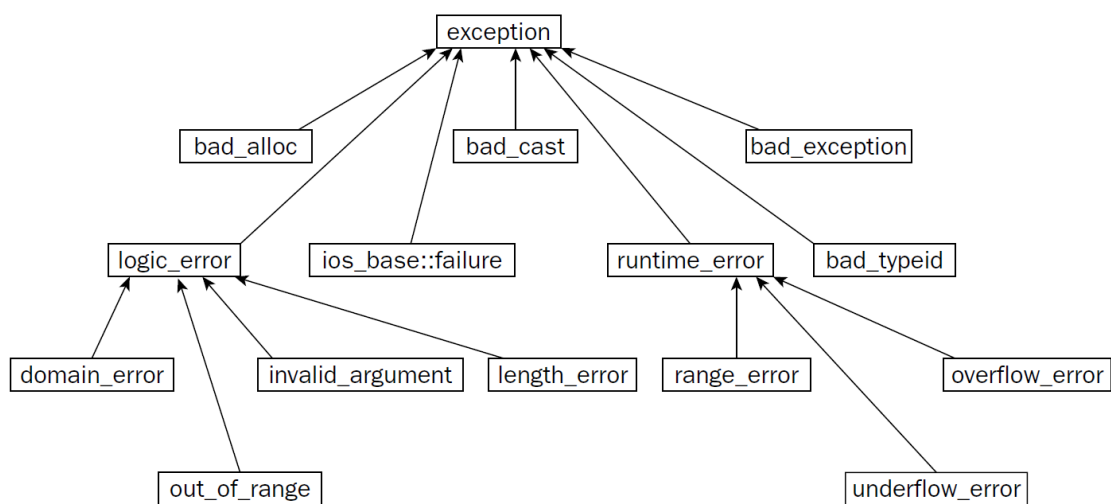 exception
bad_alloc
bad_cast
bad_exception
logic_error
ios_base::failure
runtime_error
bad_typeid
domain_error
invalid_argument
length_error
range_error
overflow_error
out_of_range
underflow_error